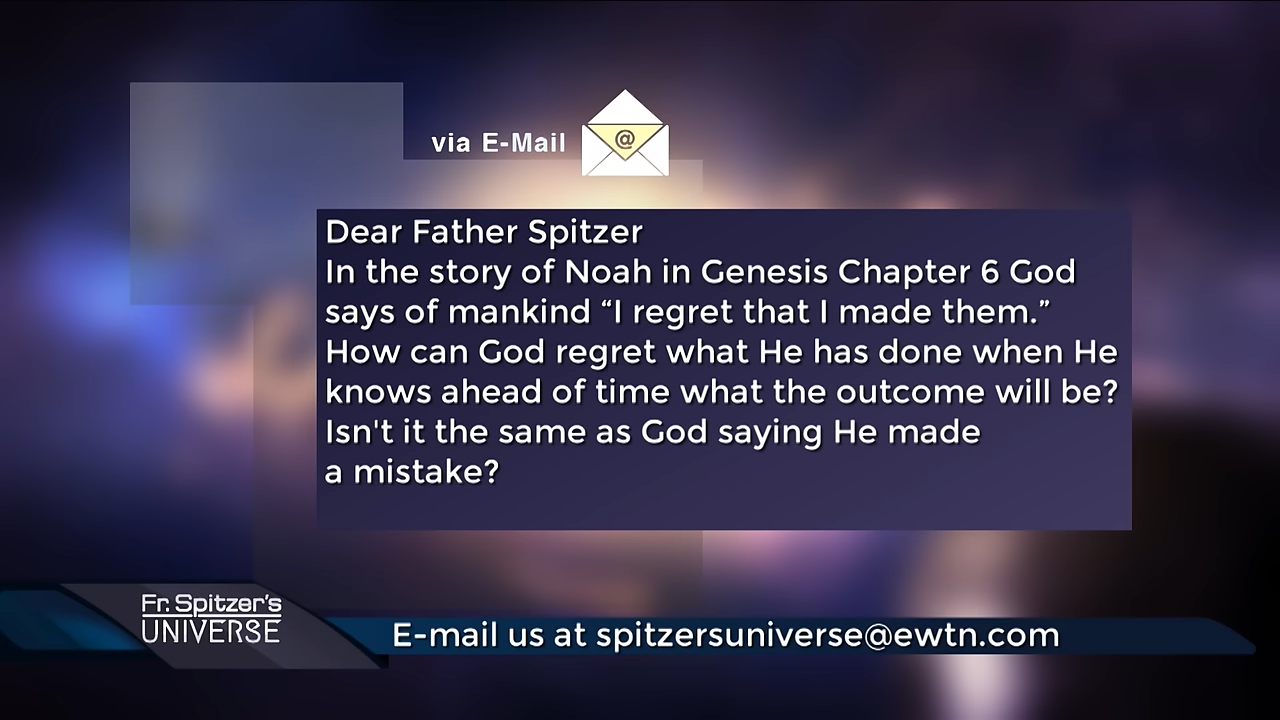 via E-Mail
@
Dear Father Spitzer
In the story of Noah in Genesis Chapter 6 God
says of mankind “I regret that I made them.”
How can God regret what He has done when He
knows ahead of time what the outcome will be?
Isn't it the same as God saying He made
a mistake?
Fr. Spitzer's
UNIVERSE
E-mail us at spitzersuniverse@ewtn.com